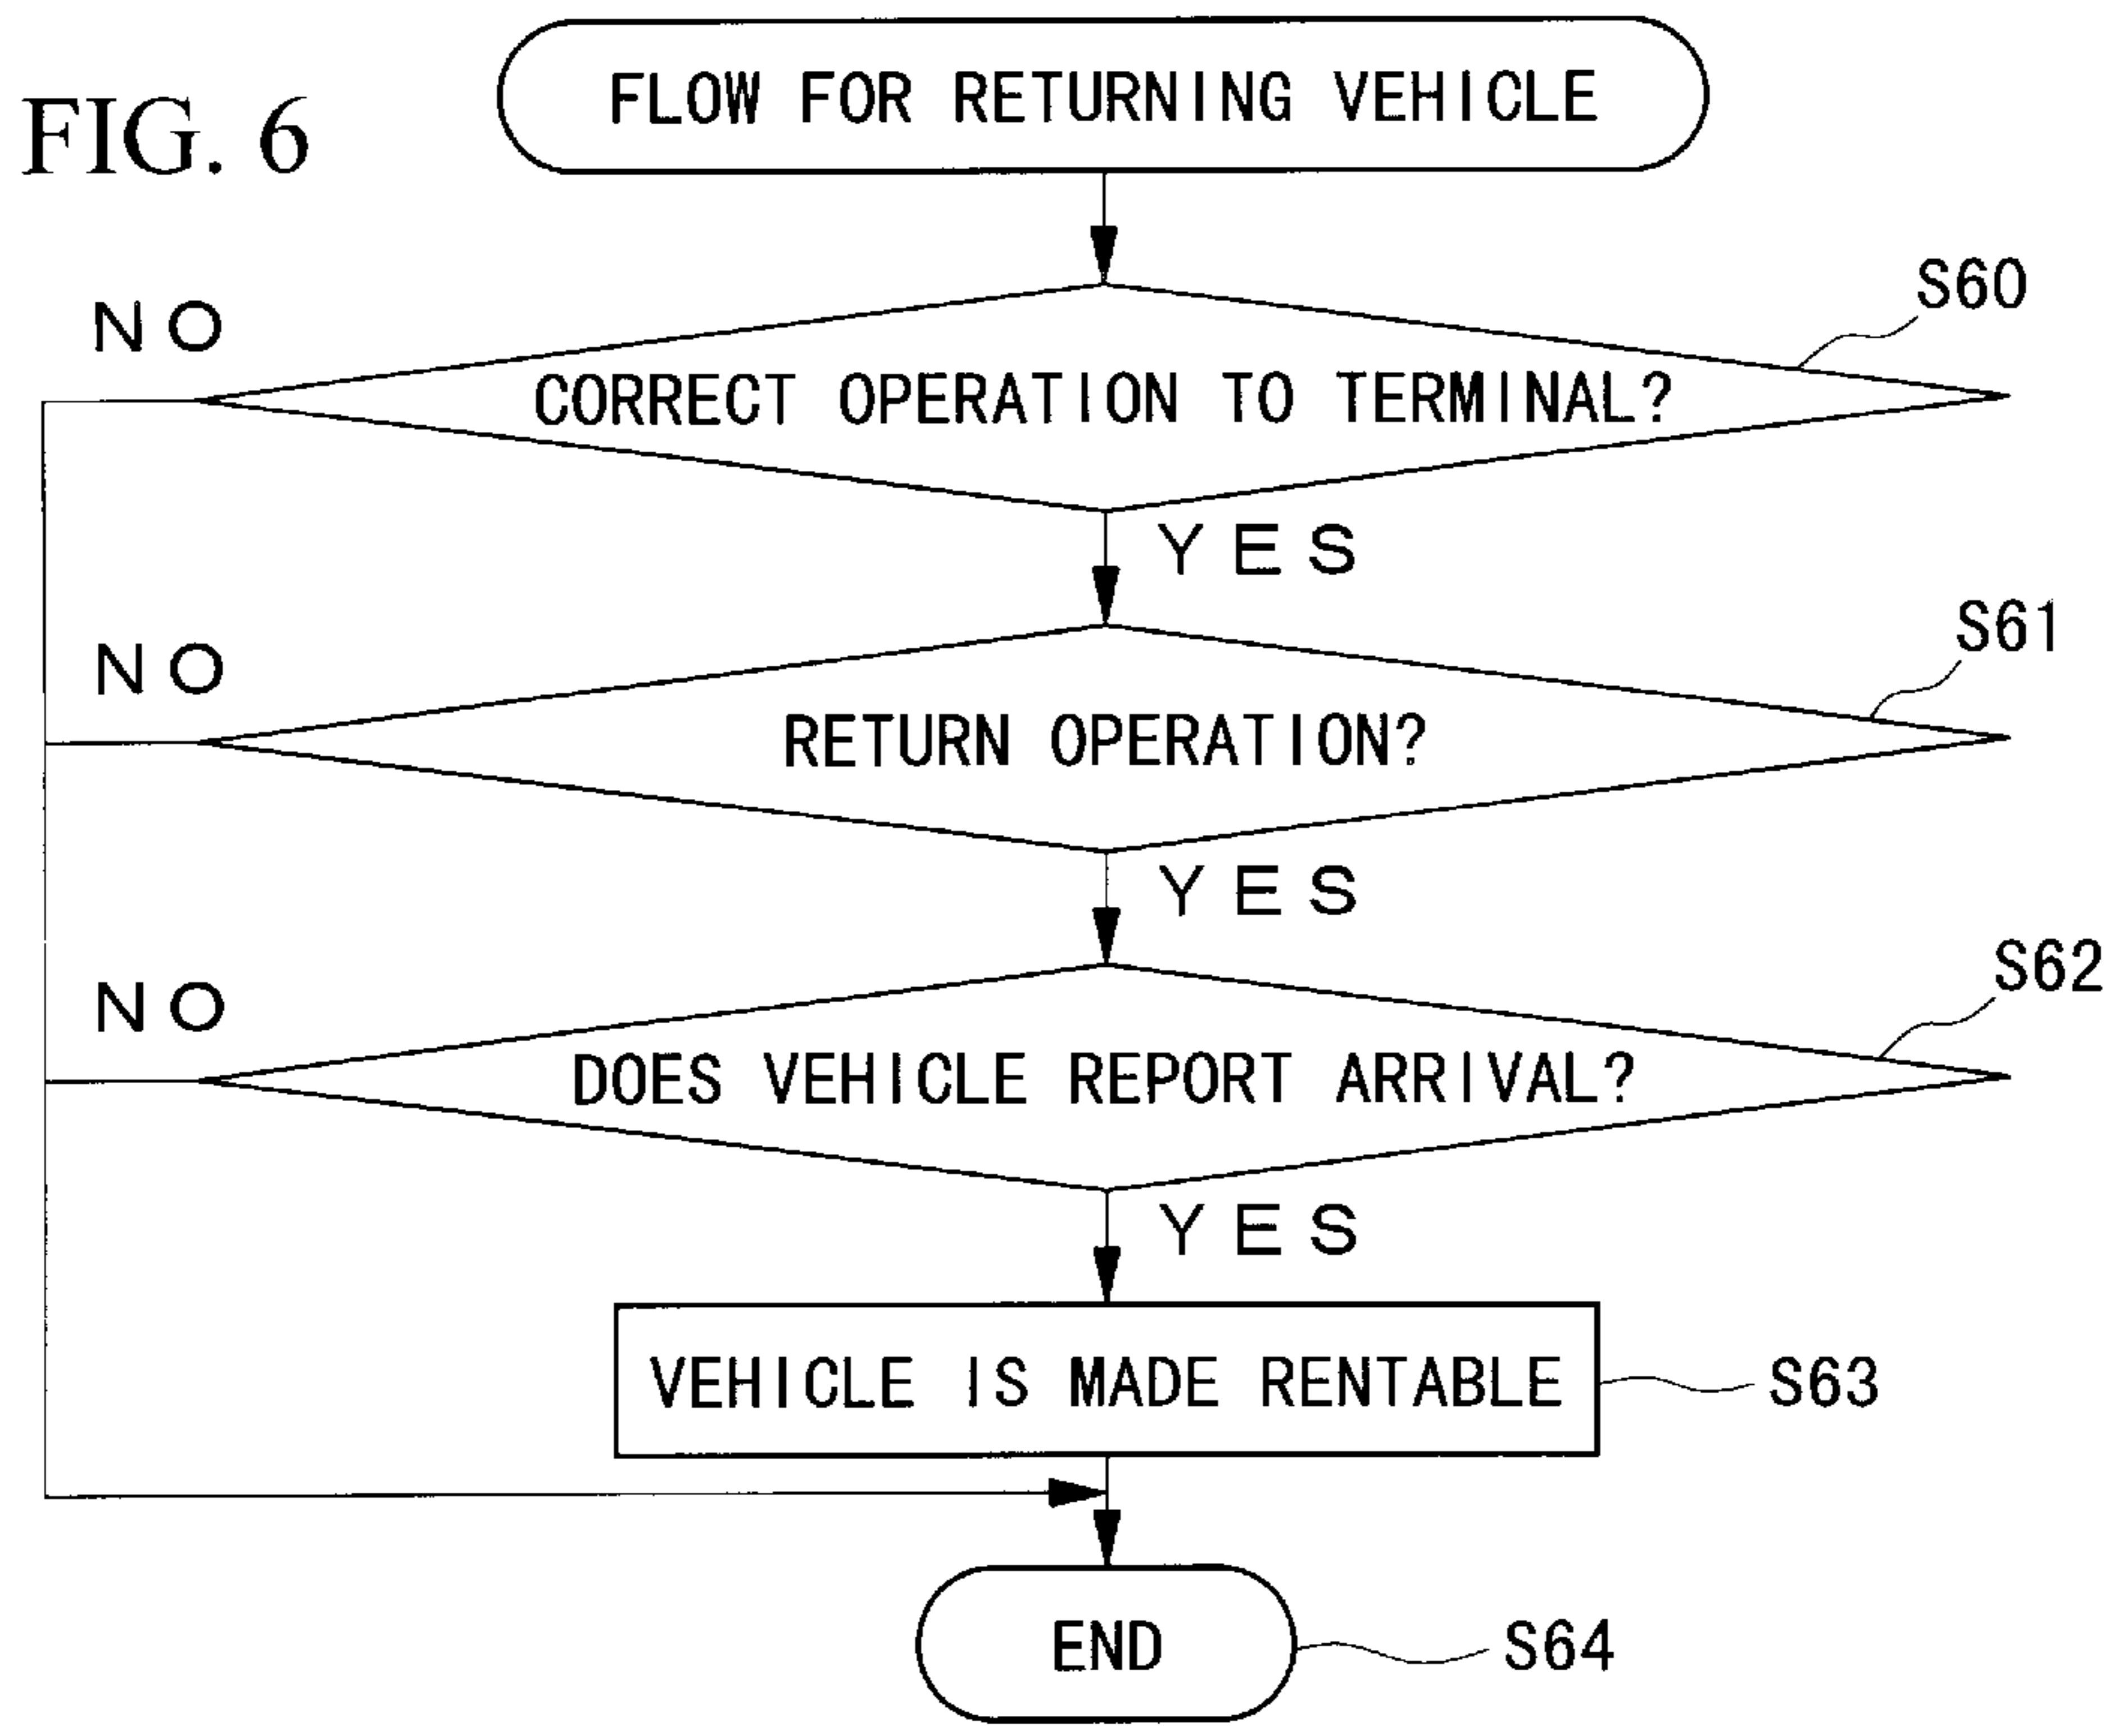 FIG. 6
FLOW FOR RETURNING VEHICLE
S60
NO
CORRECT OPERATION TO TERMINAL?
YES
S61
NO
RETURN OPERATION?
YES
S62
NO
DOES VEHICLE REPORT ARRIVAL?
YES
VEHICLE IS MADE RENTABLE
S63
END
S64